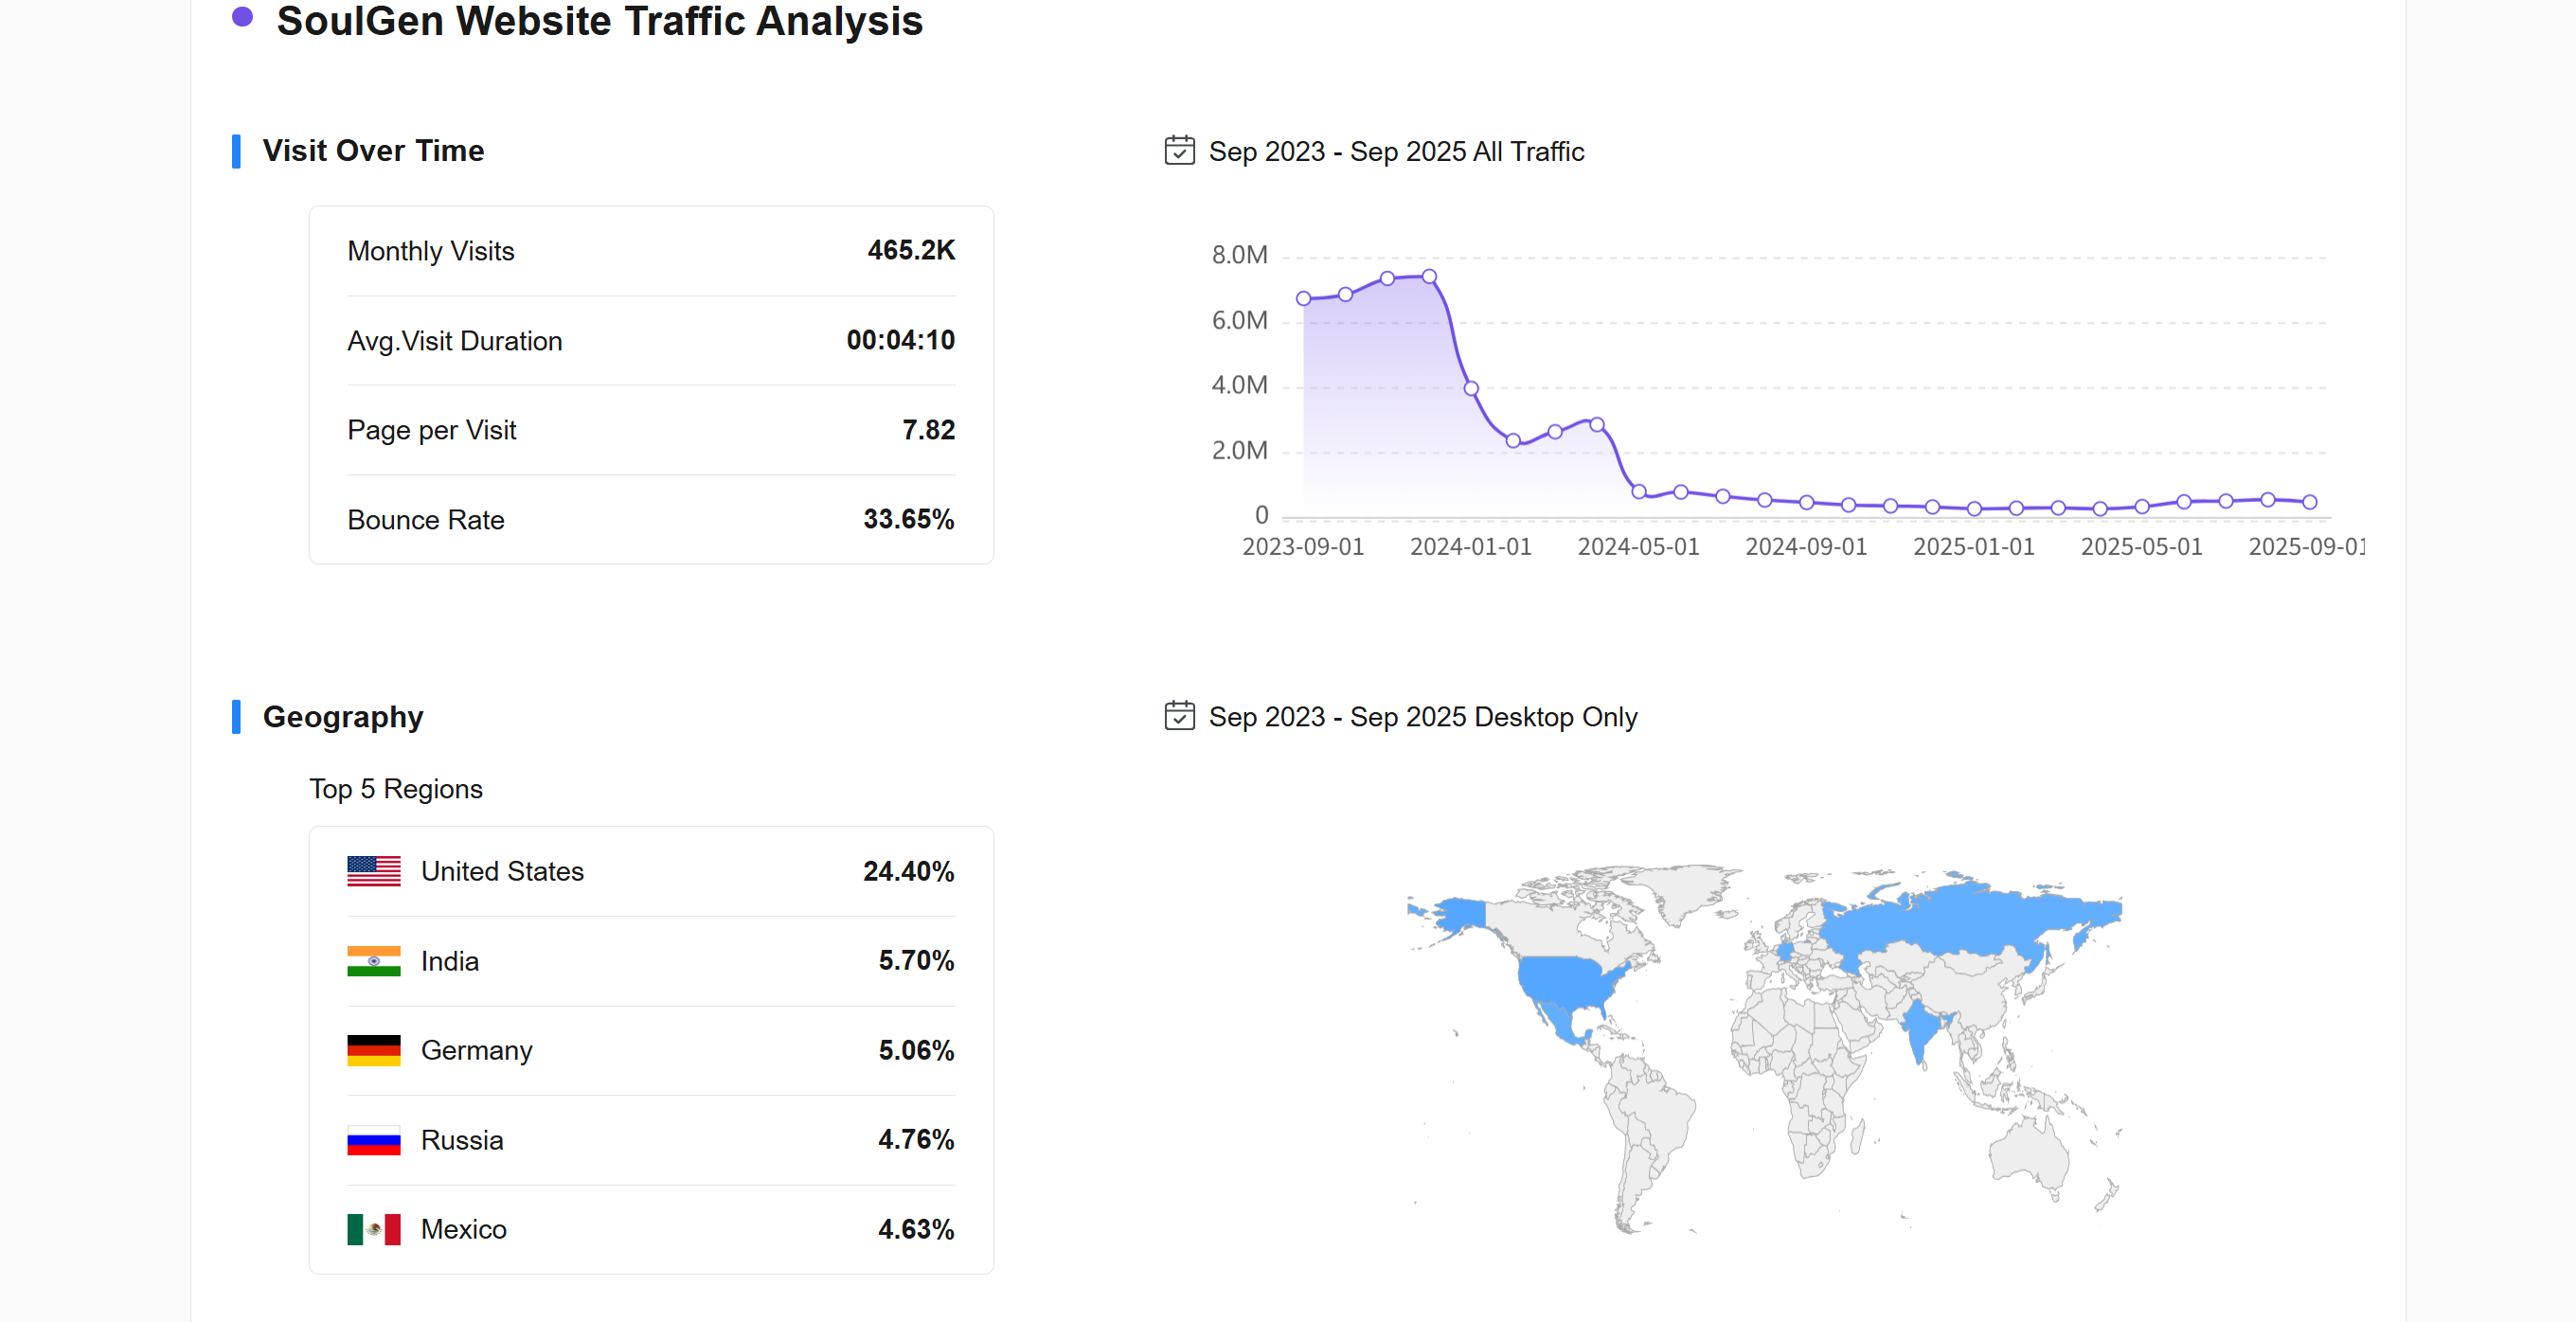 SoulGen Website Traffic Analysis
Visit Over Time
Monthly Visits 465.2K
Avg.Visit Duration 00:04:10
Page per Visit 7.82
Bounce Rate 33.65%
Sep 2023 - Sep 2025 All Traffic
8.0M
6.0M
4.0M
2.0M
0
2023-09-01 2024-01-01 2024-05-01 2024-09-01 2025-01-01 2025-05-01 2025-09-01
Geography
Top 5 Regions
United States 24.40%
India 5.70%
Germany 5.06%
Russia 4.76%
Mexico 4.63%
Sep 2023 - Sep 2025 Desktop Only